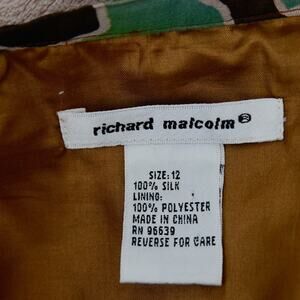 richard malcolm®
SIZE: 12
100% SILK
LINING:
100% POLYESTER
MADE IN CHINA
RN 96639
REVERSE FOR CARE